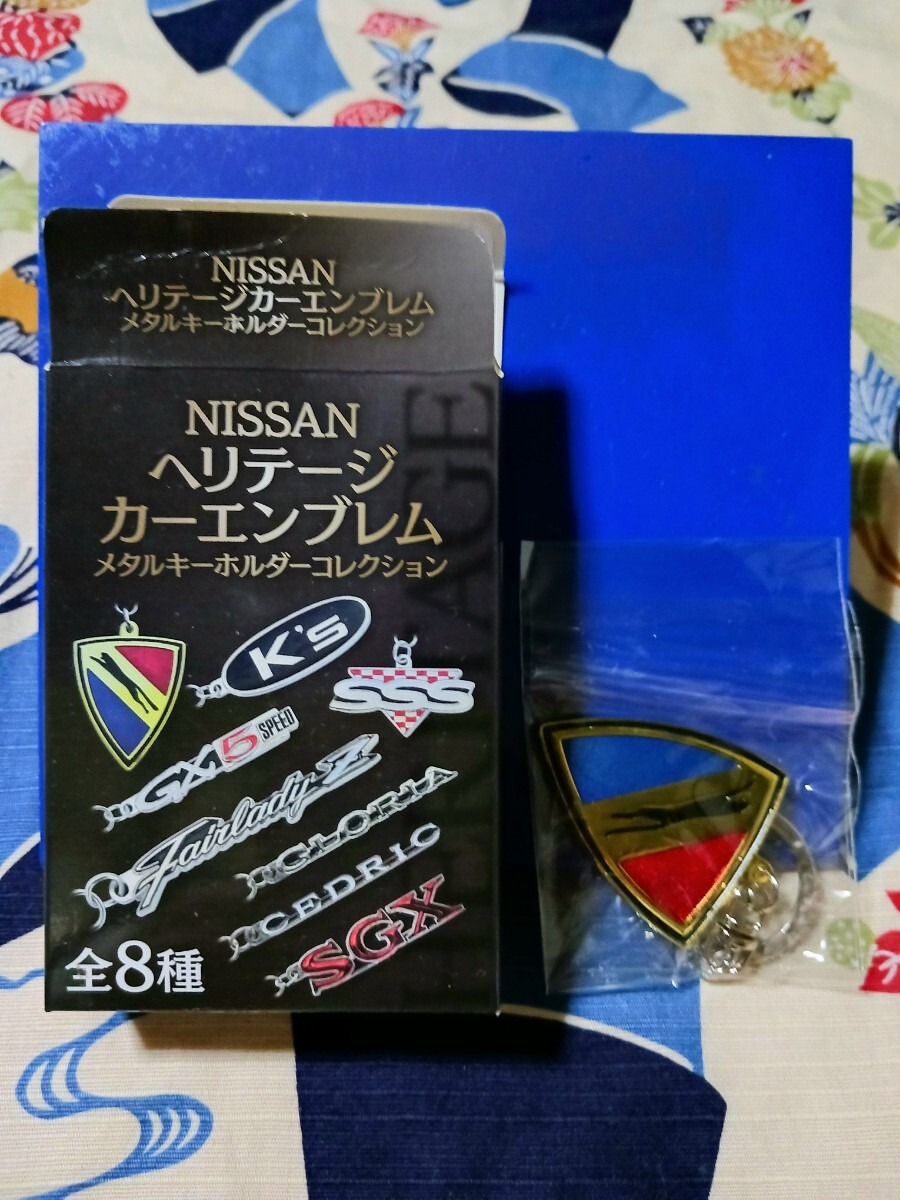 NISSAN
ヘリテージカーエンブレム
メタルキーホルダーコレクション
AGE
NISSAN
ヘリテージ
カーエンブレム
メタルキーホルダーコレクション
K's
SSS
GX 5 SPEED
Fairlady Z
GLORIA
CEDRIC
SGX
全8種